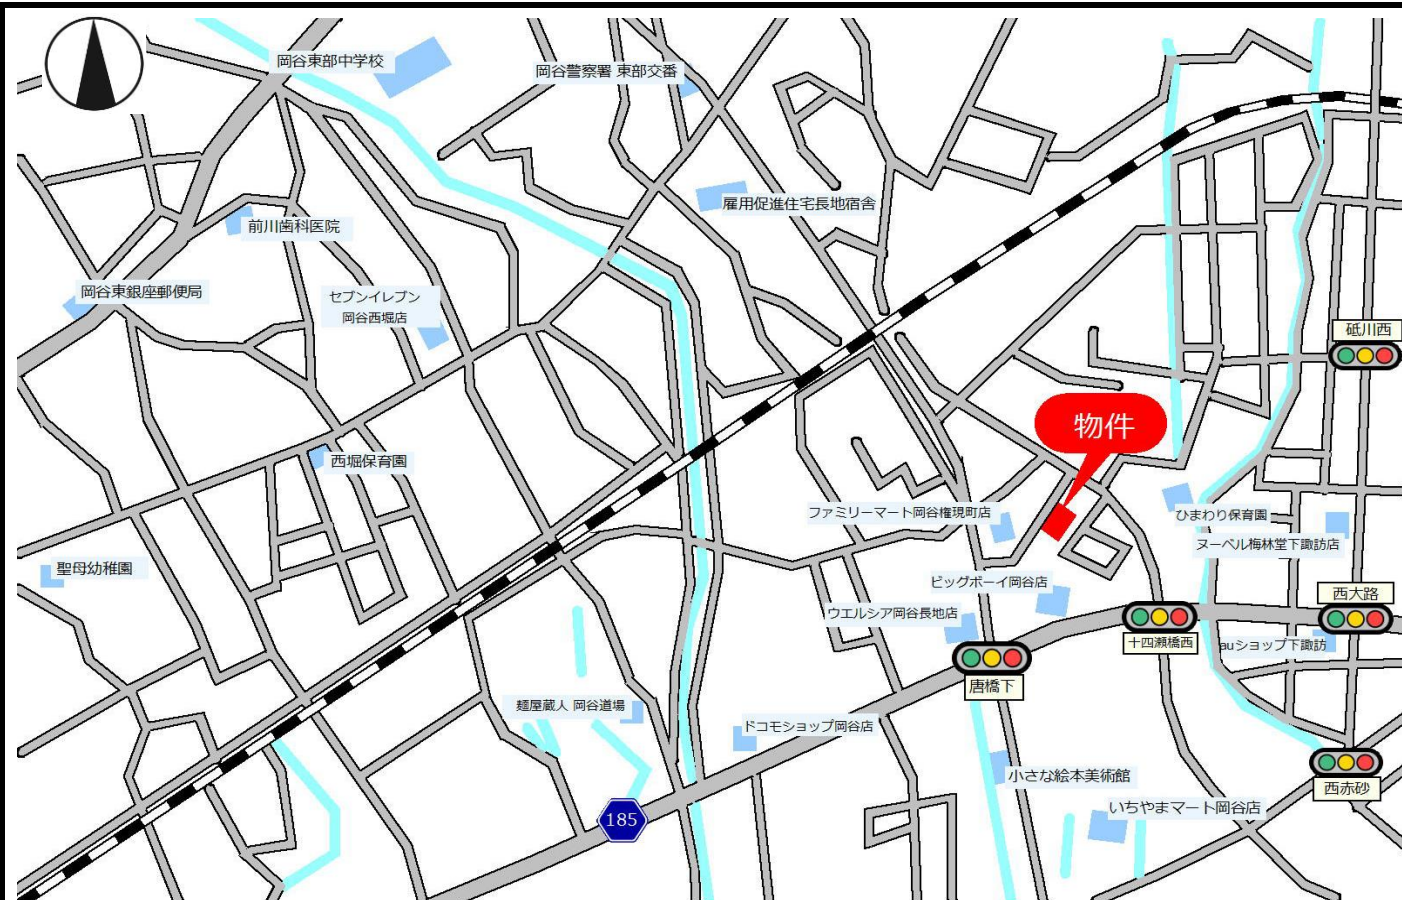 岡谷東部中学校
岡谷警察署 東部交番
雇用促進住宅長地宿舎
前川歯科医院
岡谷東銀座郵便局
セブンイレブン
岡谷西堀店
砥川西
物件
西堀保育園
ファミリーマート岡谷権現町店
ひまわり保育園
ヌーベル梅林堂下諏訪店
聖母幼稚園
ビッグボーイ岡谷店
西大路
ウエルシア岡谷長地店
十四瀬橋西
auショップ下諏訪
唐橋下
麺屋蔵人 岡谷道場
ドコモショップ岡谷店
小さな絵本美術館
西赤砂
いちやまマート岡谷店
185